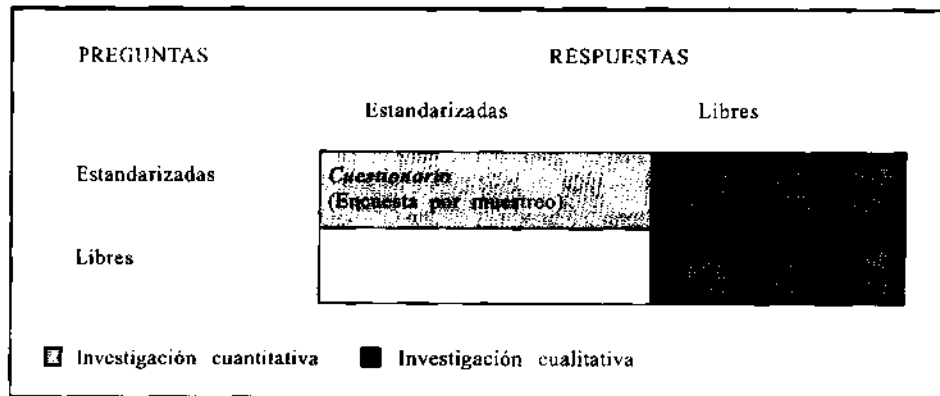 PREGUNTAS RESPUESTAS
Estandarizadas Libres
Estandarizadas Cuestionario
(Encuesta por muestreo)
Libres
Investigación cuantitativa Investigación cualitativa